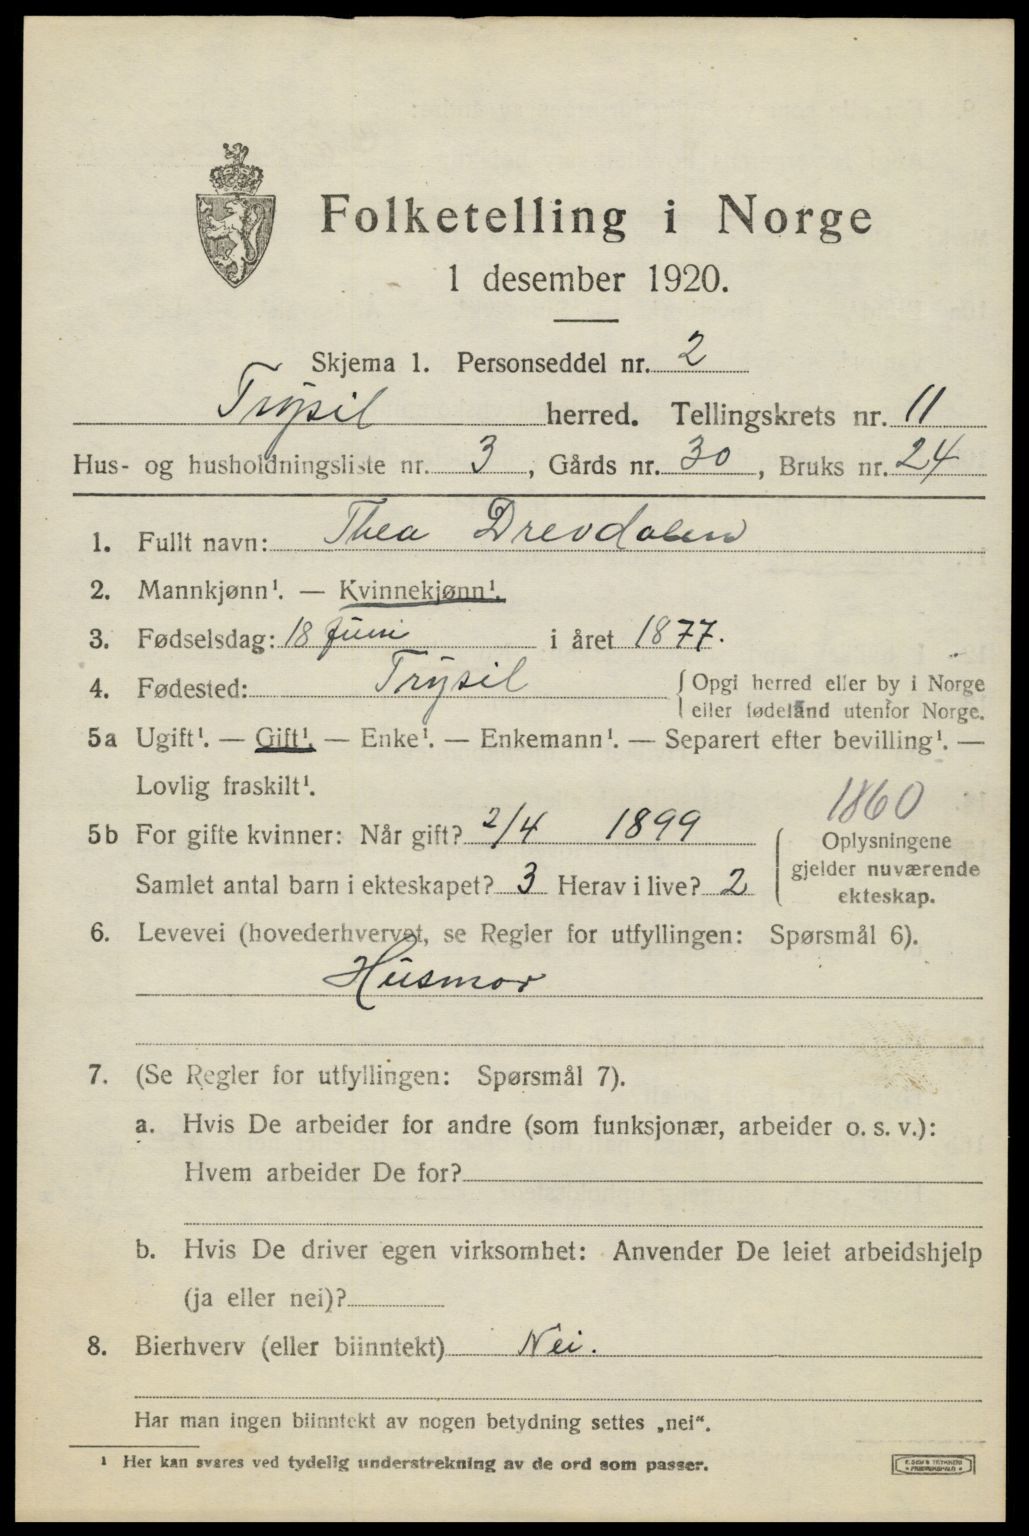 Folketelling i Norge
1 desember 1920.
Skjema 1. Personseddel nr. 2
Trysil herred. Tellingskrets nr. 11
Hus- og husholdningsliste nr. 3, Gårds nr. 30, Bruks nr. 24
1. Fullt navn: Thea Drevdalen
2. Mannkjønn¹. — Kvinnekjønn¹.
3. Fødselsdag: 18 juni i året 1877.
4. Fødested: Trysil { Opgi herred eller by i Norge
eller fødeland utenfor Norge.
5a Ugift¹. — Gift¹. — Enke¹. — Enkemann¹. — Separert efter bevilling¹. —
Lovlig fraskilt¹.
1860
5b For gifte kvinner: Når gift? 2/4 1899
Samlet antal barn i ekteskapet? 3 Herav i live? 2
{ Oplysningene
gjelder nuværende
ekteskap.
6. Levevei (hovederhvervet, se Regler for utfyllingen: Spørsmål 6).
Husmor
7. (Se Regler for utfyllingen: Spørsmål 7).
a. Hvis De arbeider for andre (som funksjonær, arbeider o. s. v.):
Hvem arbeider De for?
b. Hvis De driver egen virksomhet: Anvender De leiet arbeidshjelp
(ja eller nei)?
8. Bierhverv (eller biinntekt) Nei.
Har man ingen biinntekt av nogen betydning settes „nei“.
¹ Her kan svares ved tydelig understrekning av de ord som passer.